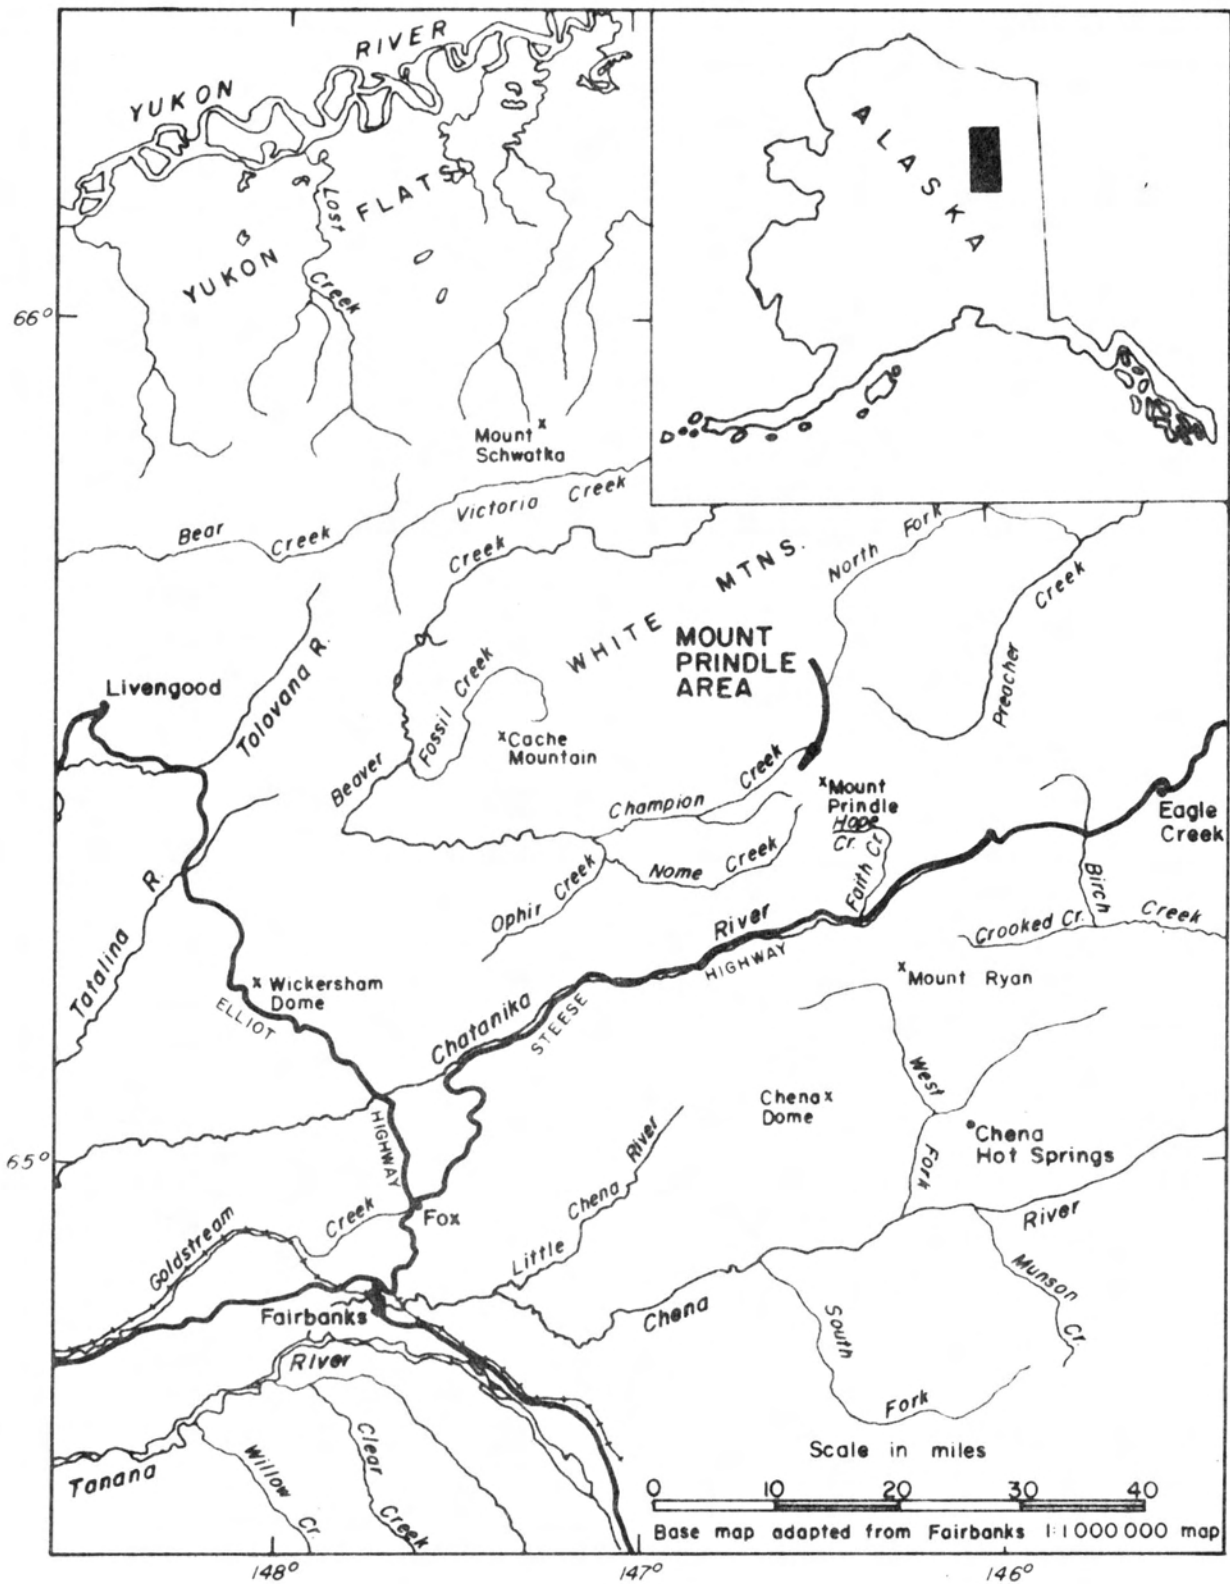 YUKON RIVER
YUKON FLATS
Lost Creek
ALASKA
66°
Mount
Schwatka
Victoria Creek
Bear Creek
Creek
North Fork
WHITE MTNS.
Creek
Preacher
MOUNT
PRINDLE
AREA
Livengood
Tolovana R.
Fossil Creek
Cache
Mountain
Beaver
Champion Creek
Mount
Prindle
Hope
Cr.
Faith Cr.
Eagle
Creek
Nome Creek
Ophir Creek
Birch
Creek
Crooked Cr.
Tatalina R.
River
HIGHWAY
Mount Ryan
Wickersham
Dome
ELLIOT
Chatanika
STEESE
West
Chena
Dome
HIGHWAY
Chena
Hot Springs
65°
Fork
Little Chena River
Creek
Fox
Goldstream
River
Munson
Cr.
Fairbanks
Chena
South
Fork
River
Tanana
Willow
Cr.
Clear
Creek
Scale in miles
0 10 20 30 40
Base map adapted from Fairbanks 1:1000000 map
148° 147° 146°